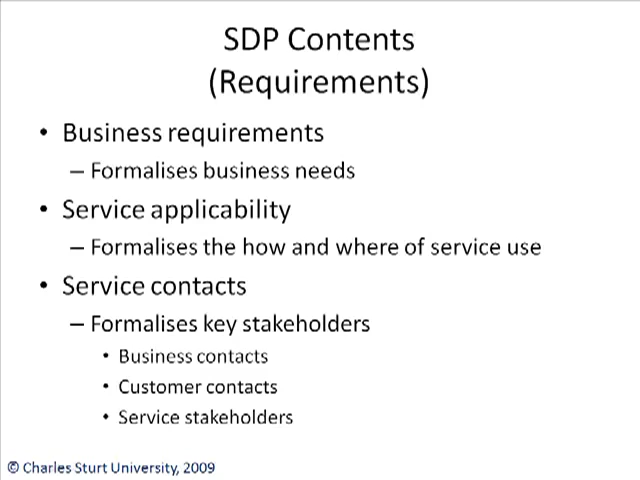 SDP Contents
(Requirements)
• Business requirements
– Formalises business needs
• Service applicability
– Formalises the how and where of service use
• Service contacts
– Formalises key stakeholders
• Business contacts
• Customer contacts
• Service stakeholders
© Charles Sturt University, 2009